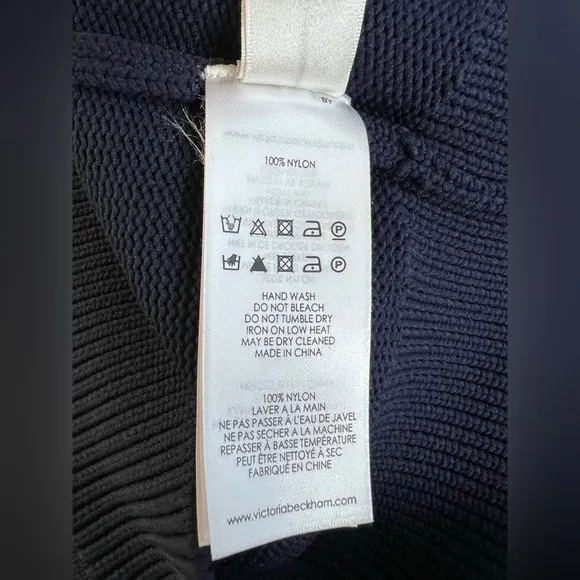 BY
100% NYLON
HAND WASH
DO NOT BLEACH
DO NOT TUMBLE DRY
IRON ON LOW HEAT
MAY BE DRY CLEANED
MADE IN CHINA
100% NYLON
LAVER A LA MAIN
NE PAS PASSER À L'EAU DE JAVEL
NE PAS SECHER A LA MACHINE
REPASSER À BASSE TEMPÉRATURE
PEUT ÊTRE NETTOYÉ À SEC
FABRIQUÉ EN CHINE
www.victoriabeckham.com